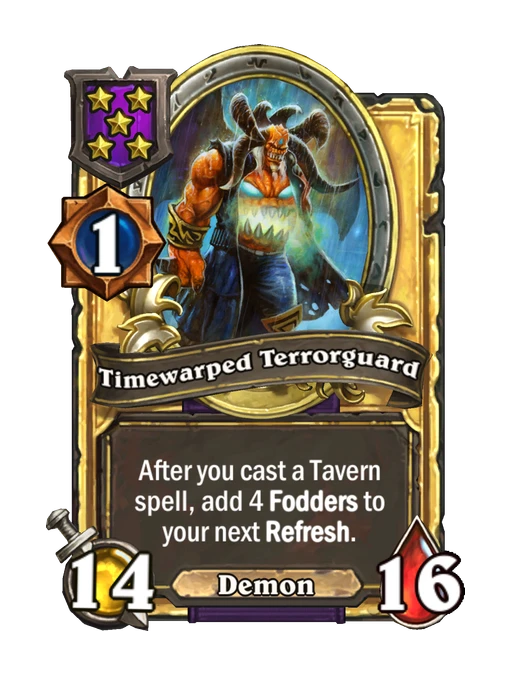 1
Timewarped Terrorguard
After you cast a Tavern
spell, add 4 Fodders to
your next Refresh.
14
Demon
16